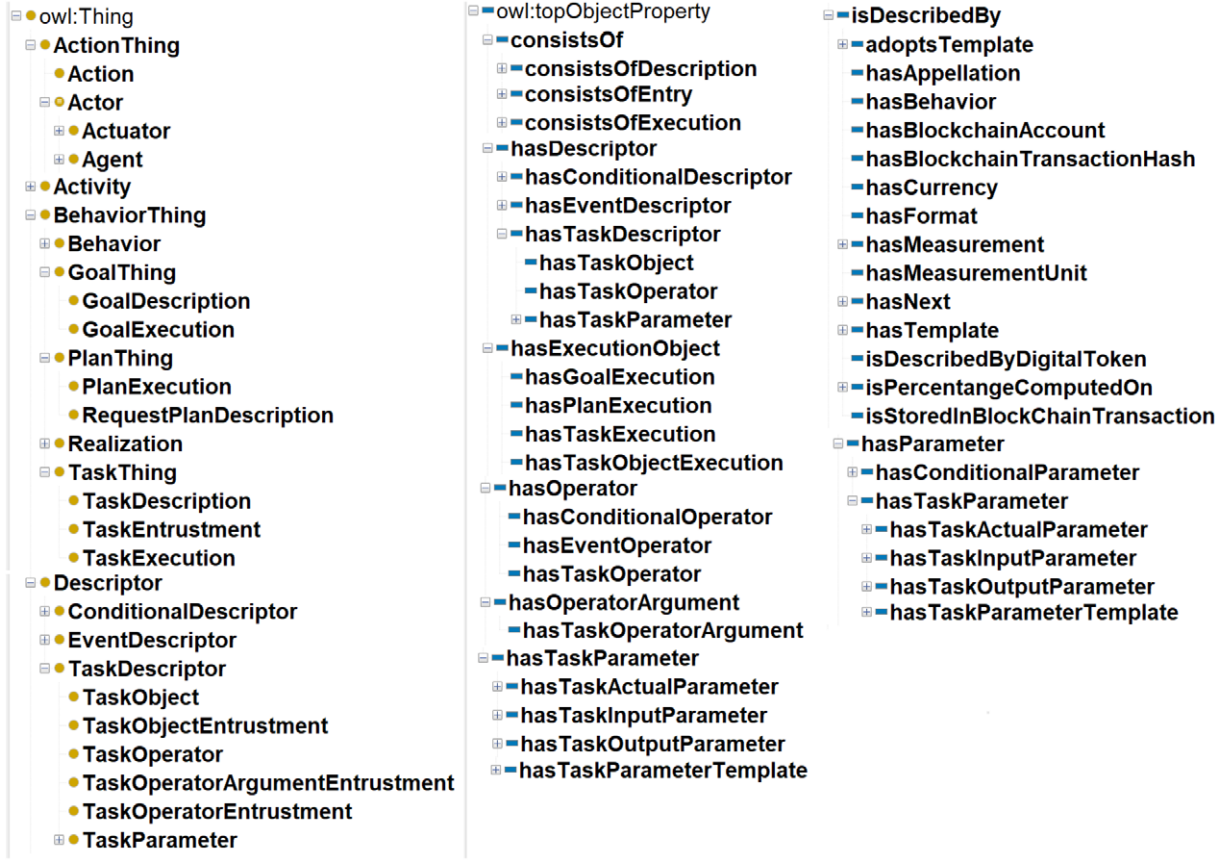 owl:Thing
ActionThing
Action
Actor
Actuator
Agent
Activity
BehaviorThing
Behavior
GoalThing
GoalDescription
GoalExecution
PlanThing
PlanExecution
RequestPlanDescription
Realization
TaskThing
TaskDescription
TaskEntrustment
TaskExecution
Descriptor
ConditionalDescriptor
EventDescriptor
TaskDescriptor
TaskObject
TaskObjectEntrustment
TaskOperator
TaskOperatorArgumentEntrustment
TaskOperatorEntrustment
TaskParameter
owl:topObjectProperty
consistsOf
consistsOfDescription
consistsOfEntry
consistsOfExecution
hasDescriptor
hasConditionalDescriptor
hasEventDescriptor
hasTaskDescriptor
hasTaskObject
hasTaskOperator
hasTaskParameter
hasExecutionObject
hasGoalExecution
hasPlanExecution
hasTaskExecution
hasTaskObjectExecution
hasOperator
hasConditionalOperator
hasEventOperator
hasTaskOperator
hasOperatorArgument
hasTaskOperatorArgument
hasTaskParameter
hasTaskActualParameter
hasTaskInputParameter
hasTaskOutputParameter
hasTaskParameterTemplate
isDescribedBy
adoptsTemplate
hasAppellation
hasBehavior
hasBlockchainAccount
hasBlockchainTransactionHash
hasCurrency
hasFormat
hasMeasurement
hasMeasurementUnit
hasNext
hasTemplate
isDescribedByDigitalToken
isPercentangeComputedOn
isStoredInBlockChainTransaction
hasParameter
hasConditionalParameter
hasTaskParameter
hasTaskActualParameter
hasTaskInputParameter
hasTaskOutputParameter
hasTaskParameterTemplate